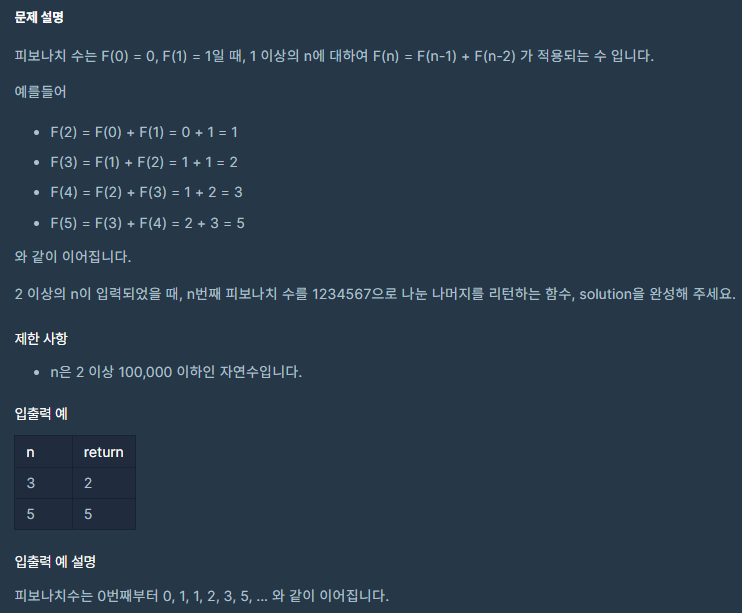 문제 설명
피보나치 수는 F(0) = 0, F(1) = 1일 때, 1 이상의 n에 대하여 F(n) = F(n-1) + F(n-2) 가 적용되는 수 입니다.
예를들어
• F(2) = F(0) + F(1) = 0 + 1 = 1
• F(3) = F(1) + F(2) = 1 + 1 = 2
• F(4) = F(2) + F(3) = 1 + 2 = 3
• F(5) = F(3) + F(4) = 2 + 3 = 5
와 같이 이어집니다.
2 이상의 n이 입력되었을 때, n번째 피보나치 수를 1234567으로 나눈 나머지를 리턴하는 함수, solution을 완성해 주세요.
제한 사항
• n은 2 이상 100,000 이하인 자연수입니다.
입출력 예
n return
3 2
5 5
입출력 예 설명
피보나치수는 0번째부터 0, 1, 1, 2, 3, 5, ... 와 같이 이어집니다.